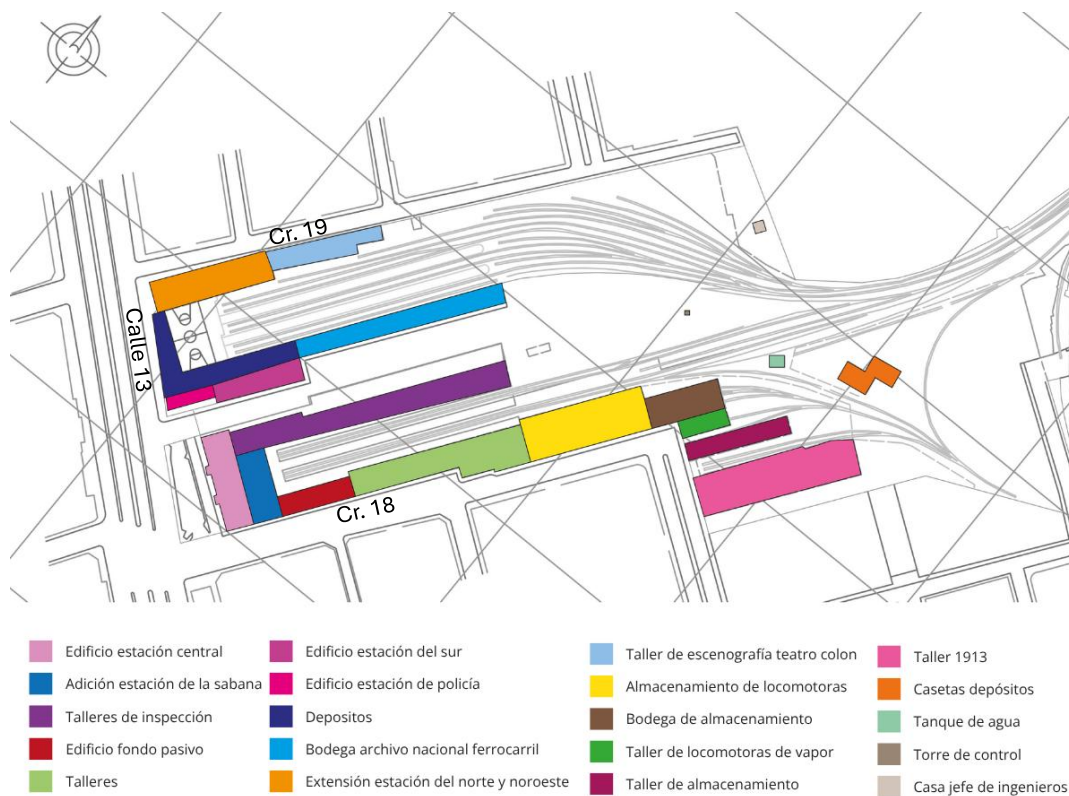 Cr. 19
Calle 13
Cr. 18
Edificio estación central
Adición estación de la sabana
Talleres de inspección
Edificio fondo pasivo
Talleres
Edificio estación del sur
Edificio estación de policía
Depositos
Bodega archivo nacional ferrocarril
Extensión estación del norte y noroeste
Taller de escenografía teatro colon
Almacenamiento de locomotoras
Bodega de almacenamiento
Taller de locomotoras de vapor
Taller de almacenamiento
Taller 1913
Casetas depósitos
Tanque de agua
Torre de control
Casa jefe de ingenieros